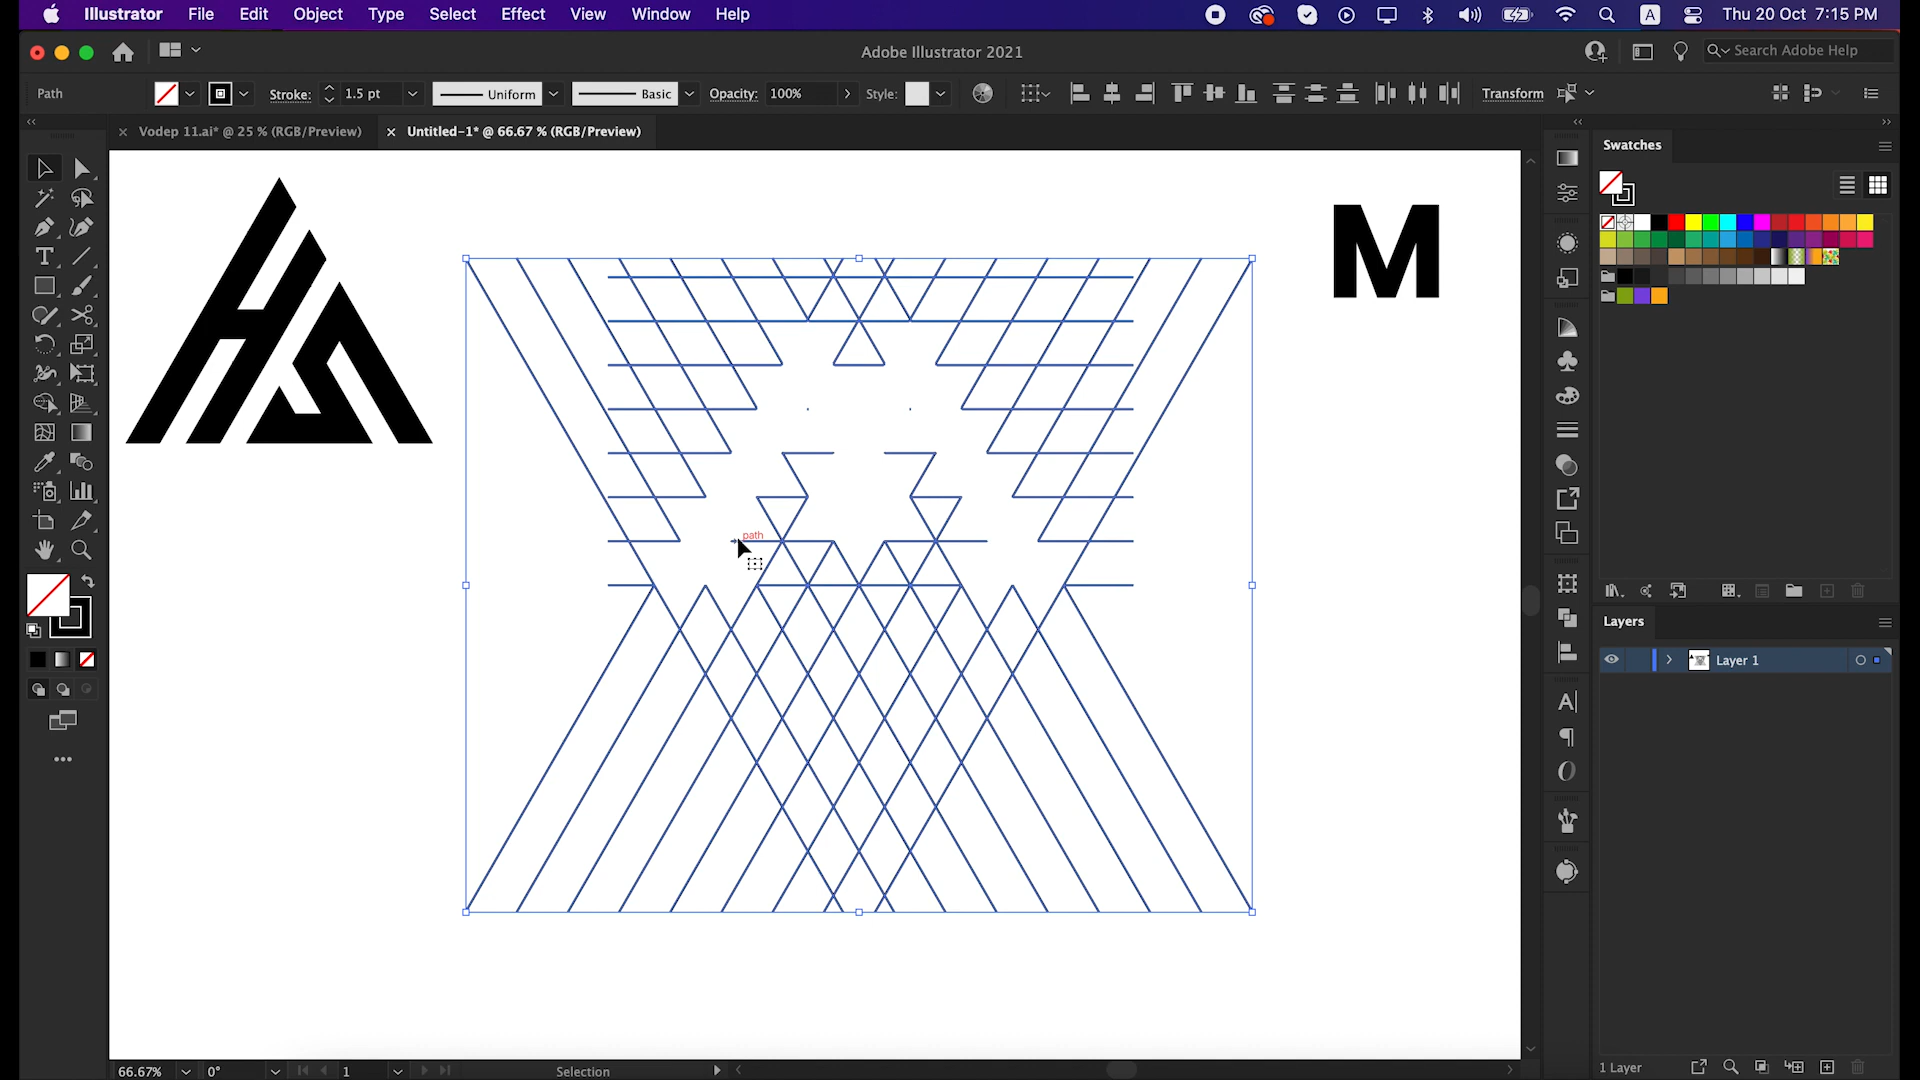 Illustrator File Edit Object Type Select Effect View Window Help A Thu 20 Oct 7:15 PM
Adobe Illustrator 2021 Search Adobe Help
Path Stroke: 1.5 pt Uniform Basic Opacity: 100% Style: Transform
× Vodep 11.ai* @ 25 % (RGB/Preview) × Untitled-1* @ 66.67 % (RGB/Preview)
Swatches
HA
M
path
Layers
Layer 1
66.67% 0° 1 Selection 1 Layer